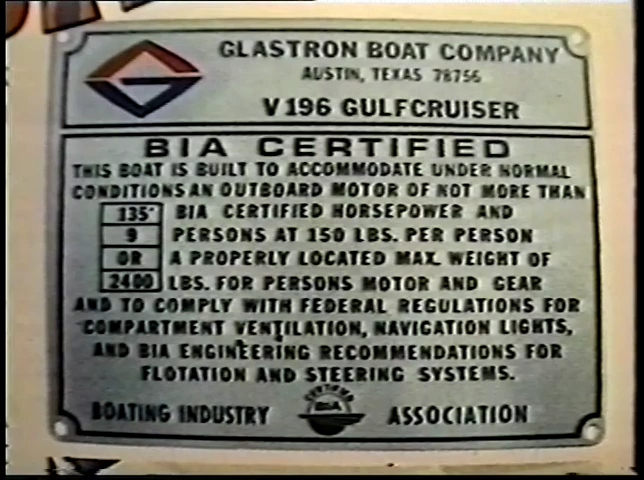 GLASTRON BOAT COMPANY
AUSTIN, TEXAS 78756
V196 GULFCRUISER
BIA CERTIFIED
THIS BOAT IS BUILT TO ACCOMMODATE UNDER NORMAL
CONDITIONS AN OUTBOARD MOTOR OF NOT MORE THAN
135 BIA CERTIFIED HORSEPOWER AND
9 PERSONS AT 150 LBS. PER PERSON
OR A PROPERLY LOCATED MAX. WEIGHT OF
2400 LBS. FOR PERSONS MOTOR AND GEAR
AND TO COMPLY WITH FEDERAL REGULATIONS FOR
COMPARTMENT VENTILATION, NAVIGATION LIGHTS,
AND BIA ENGINEERING RECOMMENDATIONS FOR
FLOTATION AND STEERING SYSTEMS.
BOATING INDUSTRY BIA ASSOCIATION